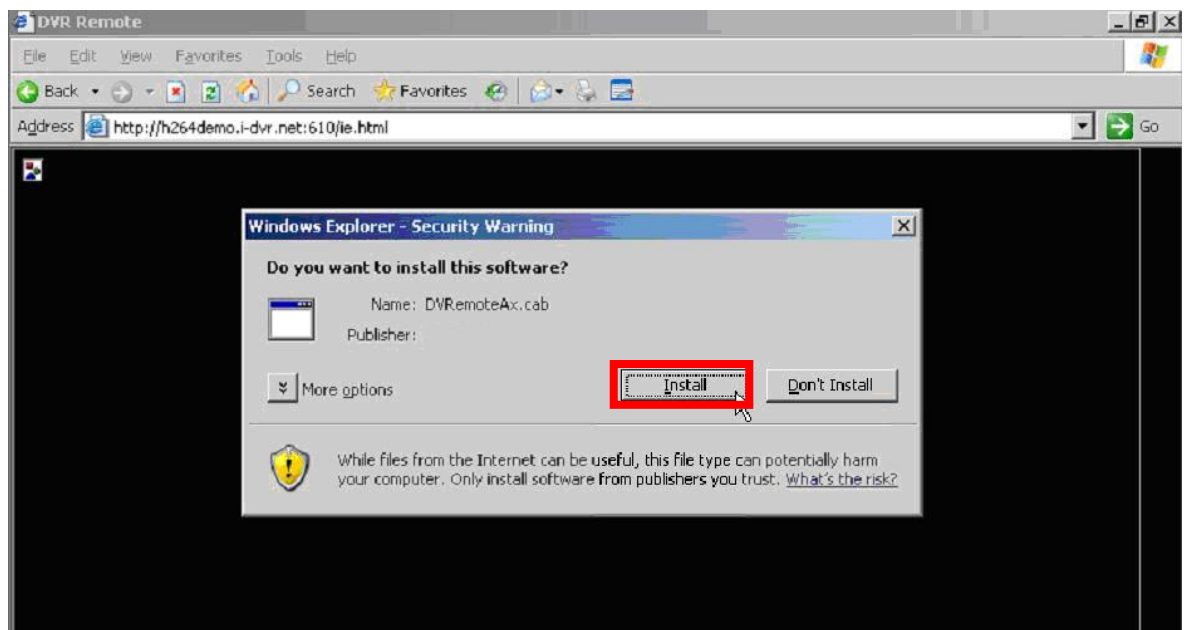 DVR Remote
File Edit View Favorites Tools Help
Back Search Favorites
Address http://h264demo.i-dvr.net:610/ie.html Go
Windows Explorer - Security Warning
Do you want to install this software?
Name: DVRemoteAx.cab
Publisher:
More options Install Don't Install
While files from the Internet can be useful, this file type can potentially harm
your computer. Only install software from publishers you trust. What's the risk?